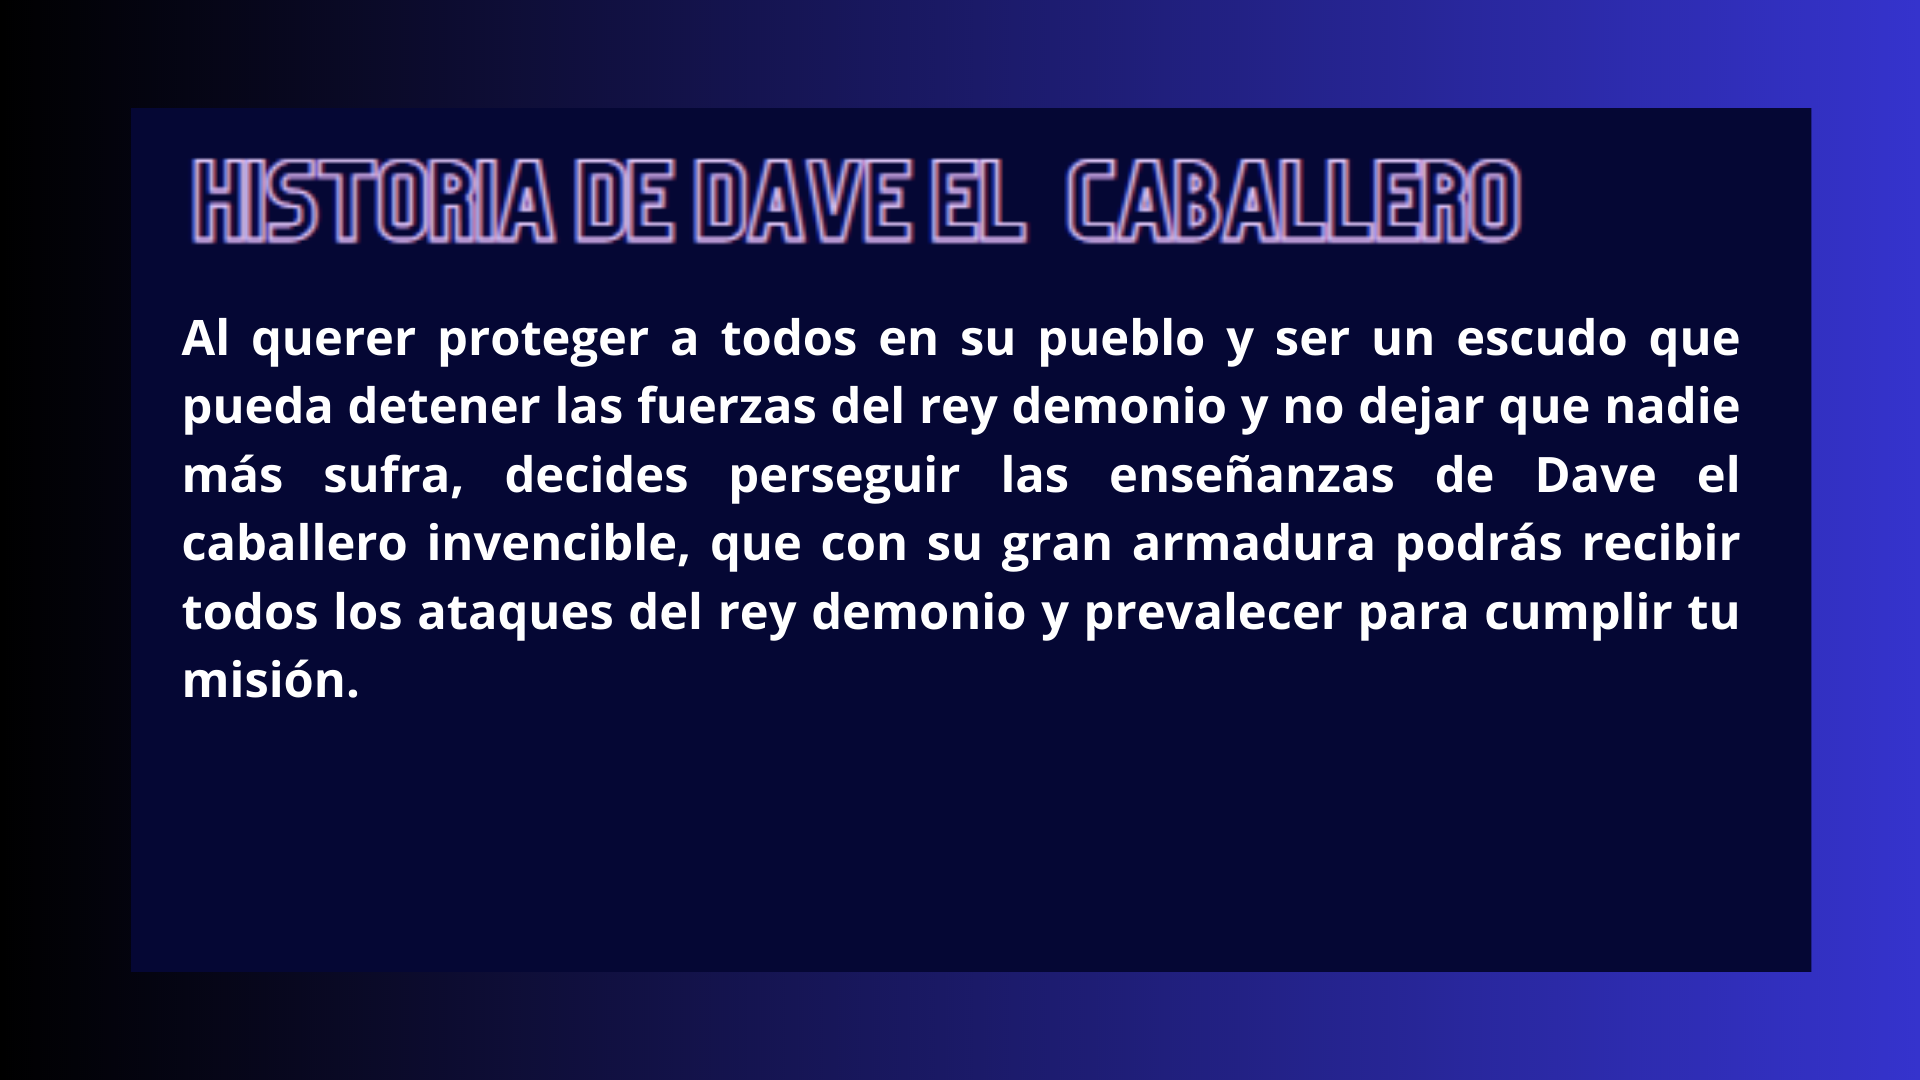 HISTORIA DE DAVE EL CABALLERO
Al querer proteger a todos en su pueblo y ser un escudo que
pueda detener las fuerzas del rey demonio y no dejar que nadie
más sufra, decides perseguir las enseñanzas de Dave el
caballero invencible, que con su gran armadura podrás recibir
todos los ataques del rey demonio y prevalecer para cumplir tu
misión.